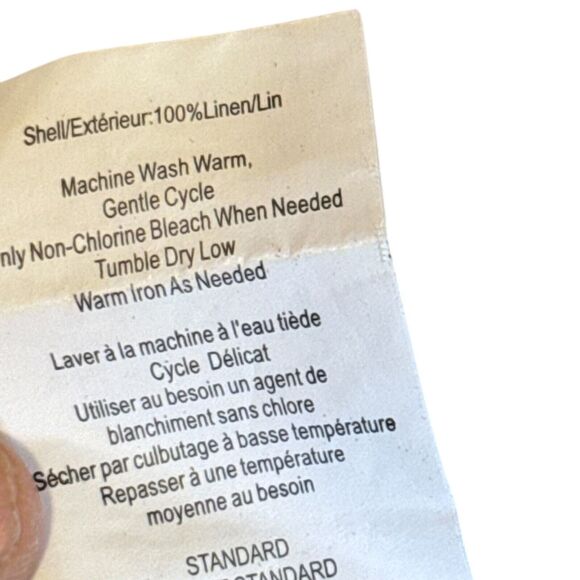 Shell/Extérieur:100%Linen/Lin
Machine Wash Warm,
Gentle Cycle
nly Non-Chlorine Bleach When Needed
Tumble Dry Low
Warm Iron As Needed
Laver à la machine à l'eau tiède
Cycle Délicat
Utiliser au besoin un agent de
blanchiment sans chlore
Sécher par culbutage à basse température
Repasser à une température
moyenne au besoin
STANDARD
STANDARD